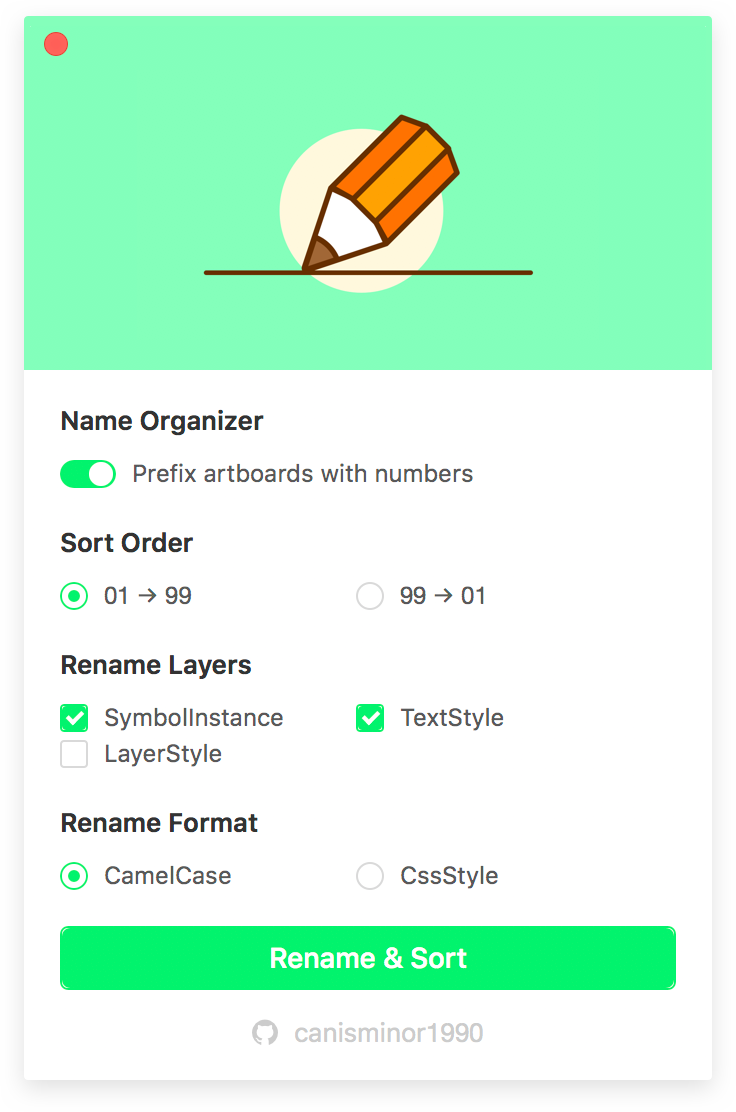 Name Organizer
Prefix artboards with numbers
Sort Order
01 → 99
99 → 01
Rename Layers
SymbolInstance
TextStyle
LayerStyle
Rename Format
CamelCase
CssStyle
Rename & Sort
canisminor1990